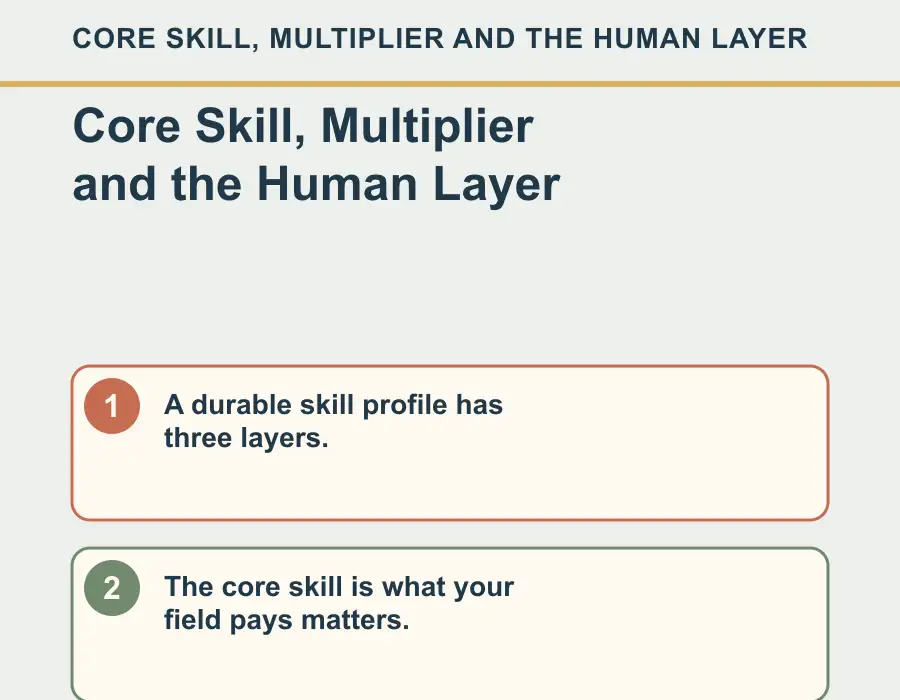 CORE SKILL, MULTIPLIER AND THE HUMAN LAYER
Core Skill, Multiplier
and the Human Layer
1
A durable skill profile has
three layers.
2
The core skill is what your
field pays matters.